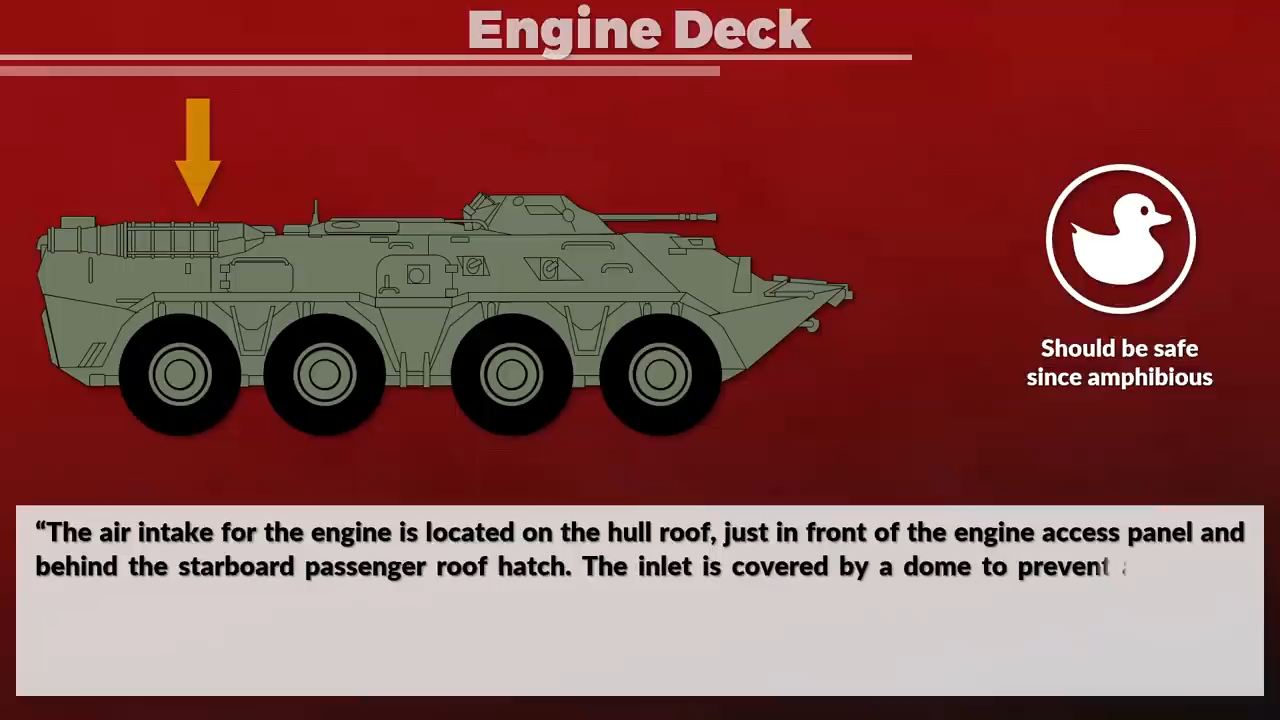 Engine Deck
Should be safe
since amphibious
“The air intake for the engine is located on the hull roof, just in front of the engine access panel and
behind the starboard passenger roof hatch. The inlet is covered by a dome to prevent